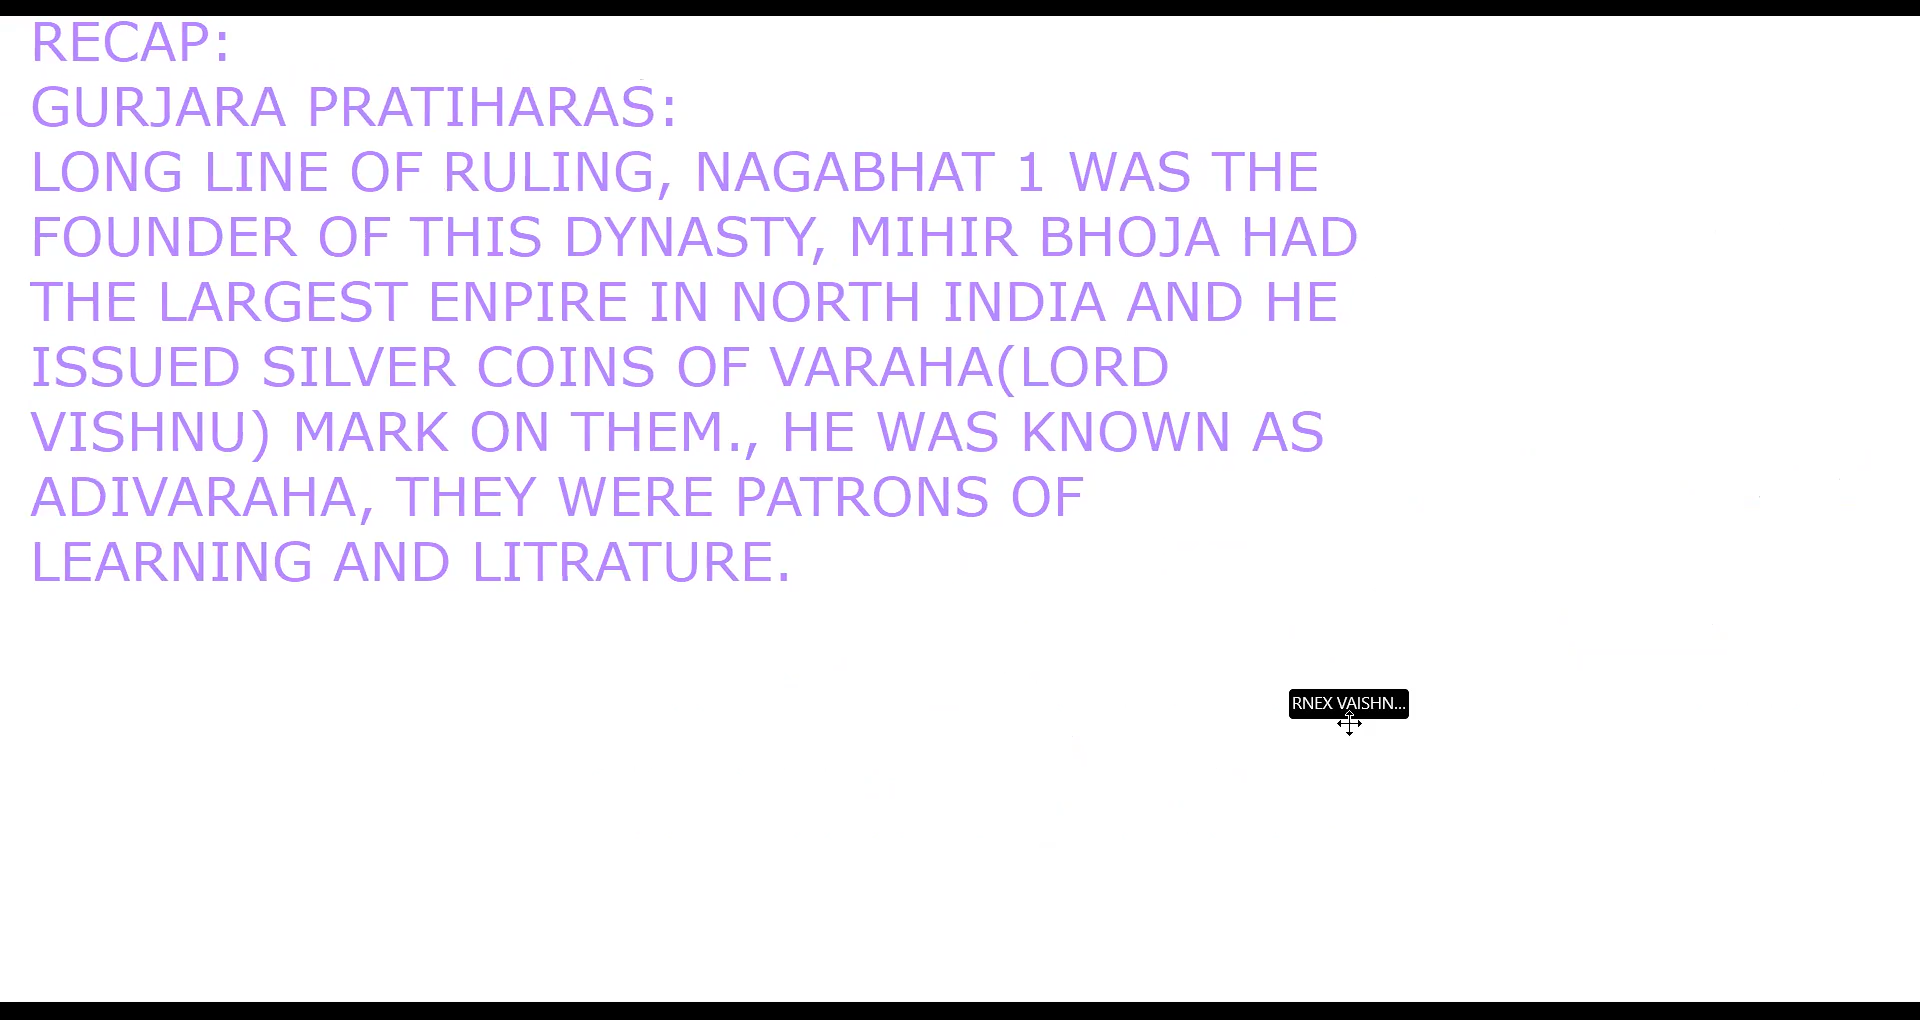 RECAP:
GURJARA PRATIHARAS:
LONG LINE OF RULING, NAGABHAT 1 WAS THE
FOUNDER OF THIS DYNASTY, MIHIR BHOJA HAD
THE LARGEST ENPIRE IN NORTH INDIA AND HE
ISSUED SILVER COINS OF VARAHA(LORD
VISHNU) MARK ON THEM., HE WAS KNOWN AS
ADIVARAHA, THEY WERE PATRONS OF
LEARNING AND LITRATURE.
RNEX VAISHN...